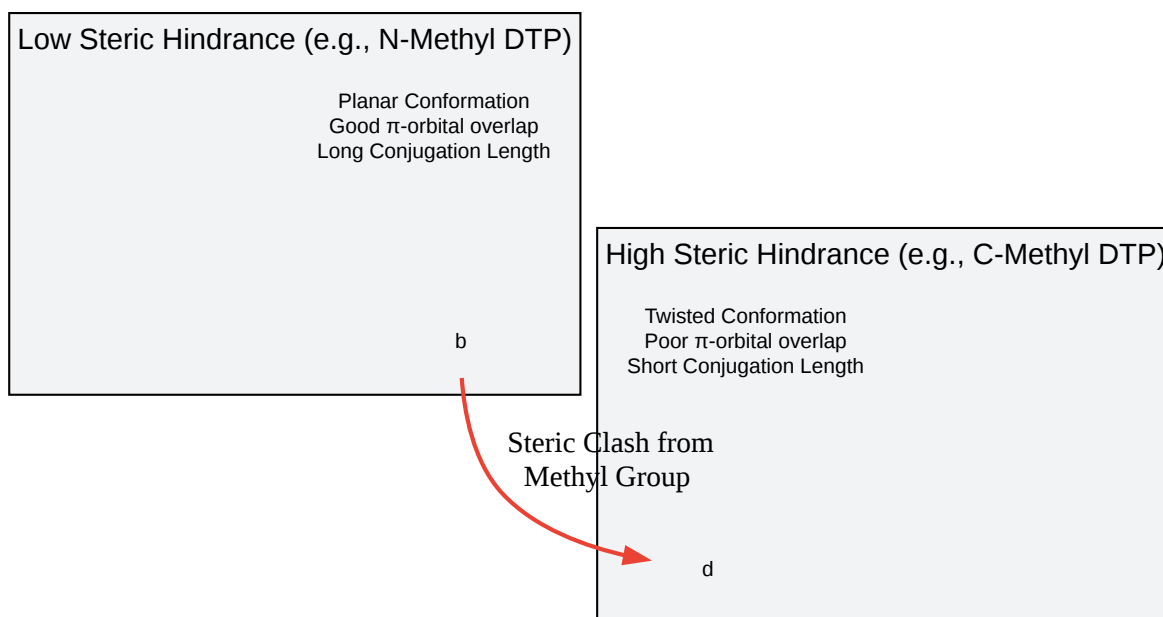 Low Steric Hindrance (e.g., N-Methyl DTP)
Planar Conformation
Good π-orbital overlap
Long Conjugation Length
b
High Steric Hindrance (e.g., C-Methyl DTP)
Twisted Conformation
Poor π-orbital overlap
Short Conjugation Length
Steric Clash from
Methyl Group
d